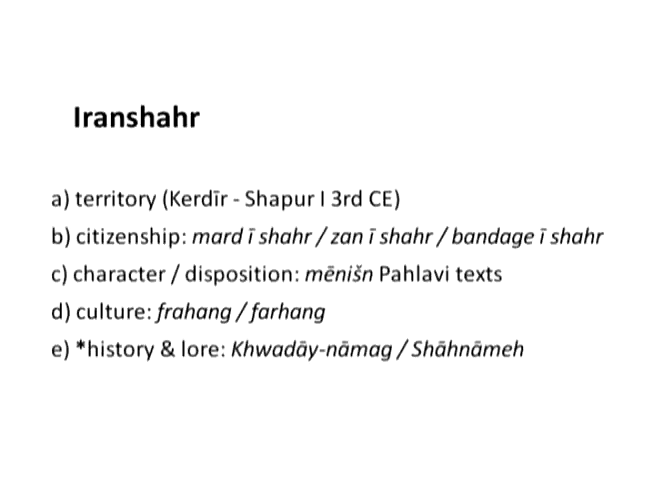 Iranshahr
a) territory (Kerdīr - Shapur I 3rd CE)
b) citizenship: mard ī shahr / zan ī shahr / bandage ī shahr
c) character / disposition: mēnišn Pahlavi texts
d) culture: frahang / farhang
e) *history & lore: Khwadāy-nāmag / Shāhnāmeh